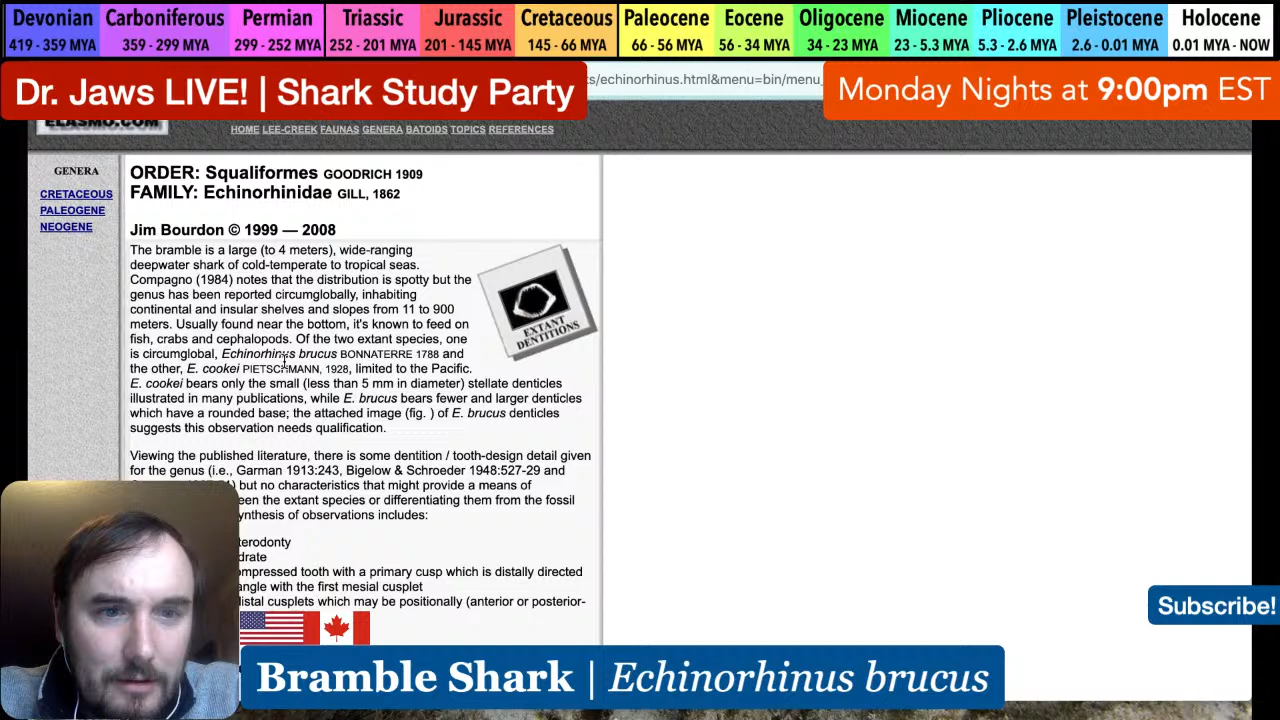 Devonian Carboniferous Permian Triassic Jurassic Cretaceous Paleocene Eocene Oligocene Miocene Pliocene Pleistocene Holocene
419 - 359 MYA 359 - 299 MYA 299 - 252 MYA 252 - 201 MYA 201 - 145 MYA 145 - 66 MYA 66 - 56 MYA 56 - 34 MYA 34 - 23 MYA 23 - 5.3 MYA 5.3 - 2.6 MYA 2.6 - 0.01 MYA 0.01 MYA - NOW
Dr. Jaws LIVE! | Shark Study Party
s/echinorhinus.html&menu=bin/menu_
Monday Nights at 9:00pm EST
ELASMO.COM
HOME LEE-CREEK FAUNAS GENERA BATOIDS TOPICS REFERENCES
GENERA
CRETACEOUS
PALEOGENE
NEOGENE
ORDER: Squaliformes GOODRICH 1909
FAMILY: Echinorhinidae GILL, 1862
Jim Bourdon © 1999 — 2008
The bramble is a large (to 4 meters), wide-ranging
deepwater shark of cold-temperate to tropical seas.
Compagno (1984) notes that the distribution is spotty but the
genus has been reported circumglobally, inhabiting
continental and insular shelves and slopes from 11 to 900
meters. Usually found near the bottom, it's known to feed on
fish, crabs and cephalopods. Of the two extant species, one
is circumglobal, Echinorhinus brucus BONNATERRE 1788 and
the other, E. cookei PIETSCHMANN, 1928, limited to the Pacific.
E. cookei bears only the small (less than 5 mm in diameter) stellate denticles
illustrated in many publications, while E. brucus bears fewer and larger denticles
which have a rounded base; the attached image (fig. ) of E. brucus denticles
suggests this observation needs qualification.
EXTANT
DENTITIONS
Viewing the published literature, there is some dentition / tooth-design detail given
for the genus (i.e., Garman 1913:243, Bigelow & Schroeder 1948:527-29 and
) but no characteristics that might provide a means of
een the extant species or differentiating them from the fossil
ynthesis of observations includes:
terodonty
drate
ompressed tooth with a primary cusp which is distally directed
angle with the first mesial cusplet
listal cusplets which may be positionally (anterior or posterior-
Subscribe!
Bramble Shark | Echinorhinus brucus